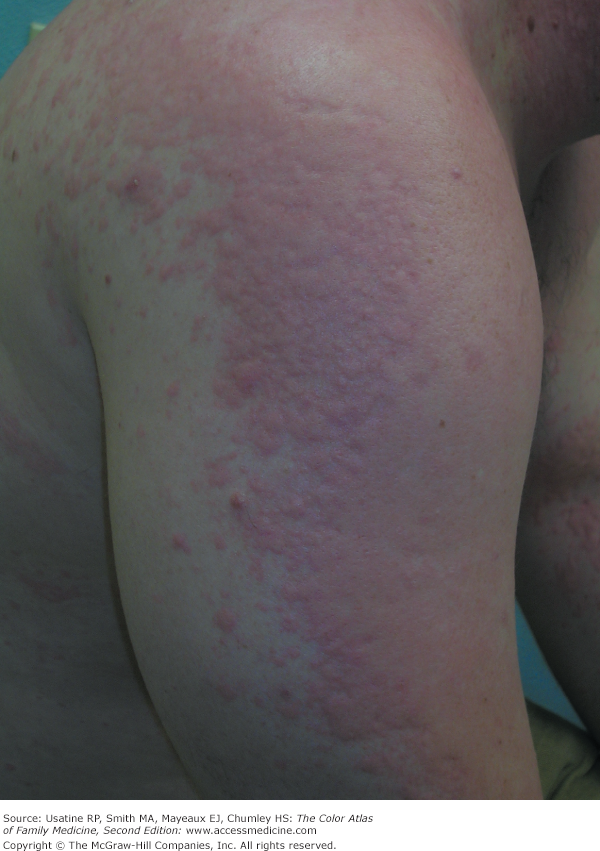 Source: Usatine RP, Smith MA, Mayeaux EJ, Chumley HS: The Color Atlas
of Family Medicine, Second Edition: www.accessmedicine.com
Copyright © The McGraw-Hill Companies, Inc. All rights reserved.